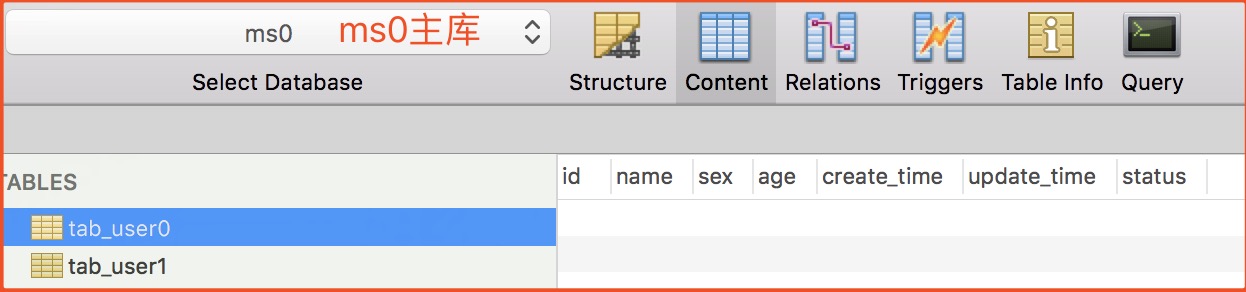 ms0 ms0主库
Select Database
Structure Content Relations Triggers Table Info Query
TABLES
id name sex age create_time update_time status
tab_user0
tab_user1